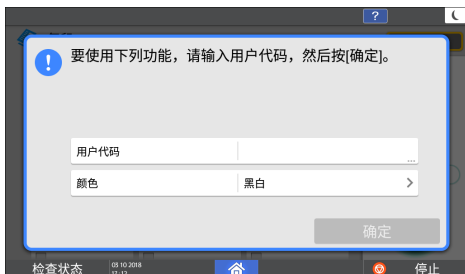 ?
要使用下列功能，请输入用户代码，然后按[确定]。
用户代码
...
颜色 黑白
确定
检查状态 03 10 2018 停止